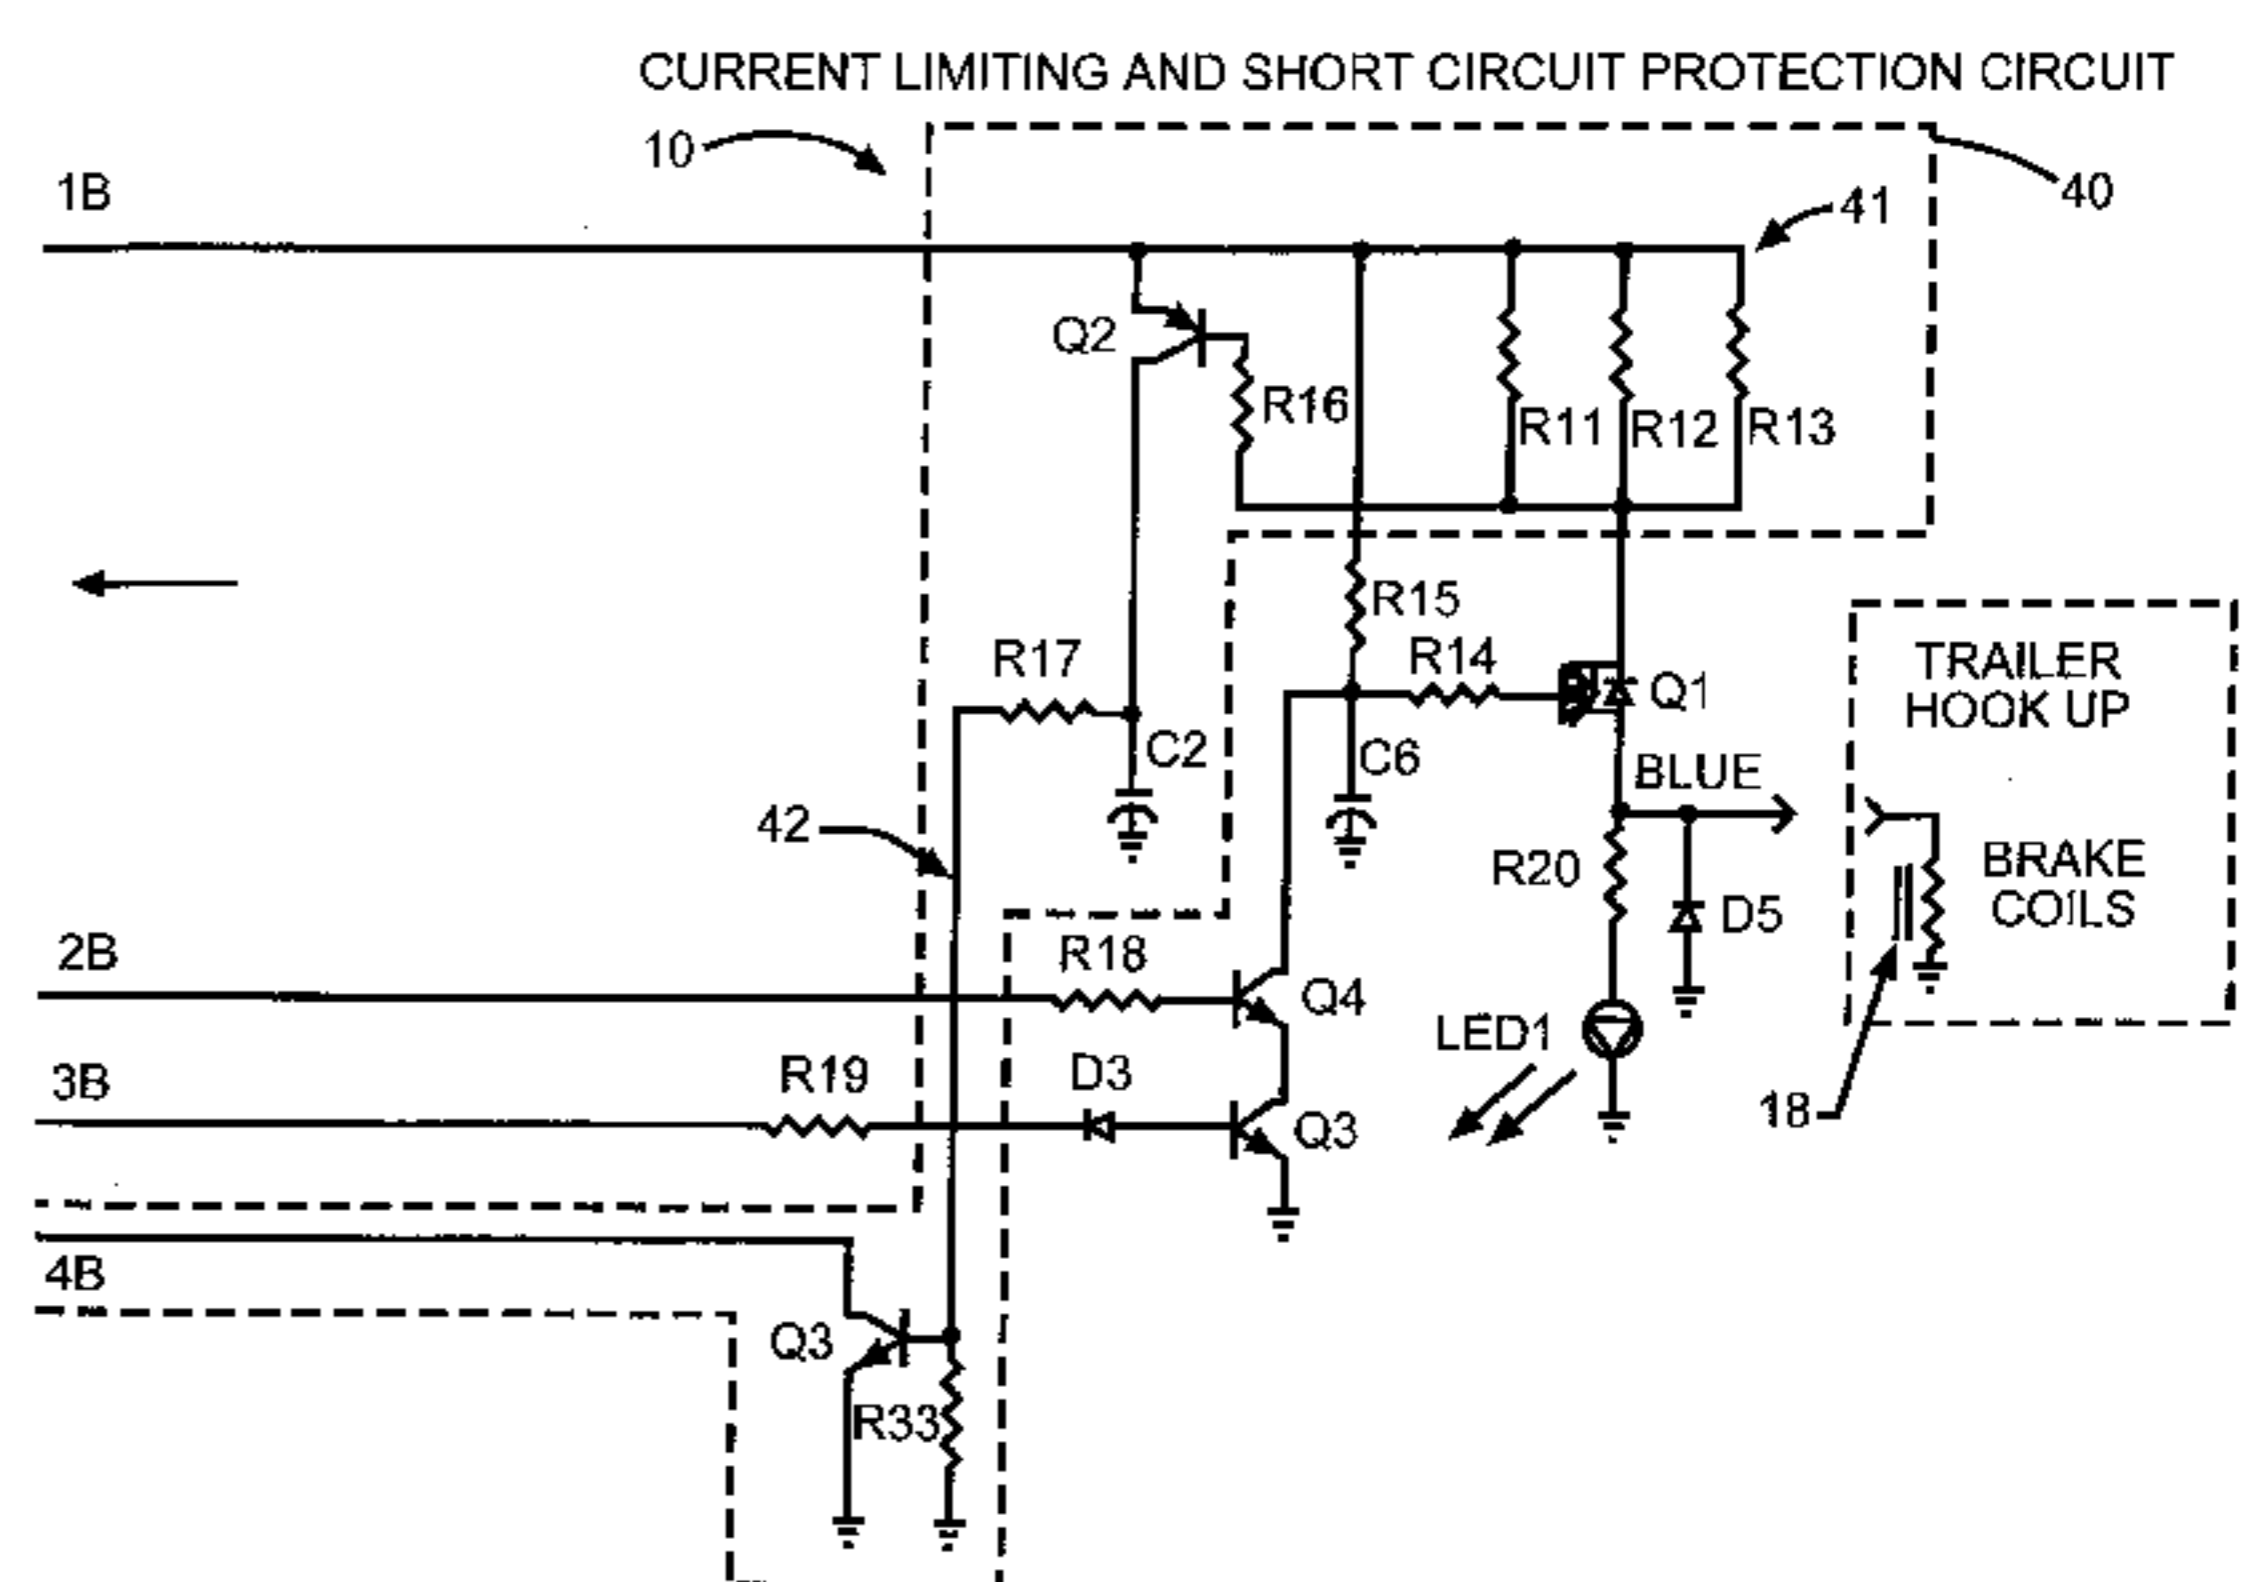 CURRENT LIMITING AND SHORT CIRCUIT PROTECTION CIRCUIT
10
40
1B
41
Q2
R16
R11
R12
R13
R15
R17
R14
Q1
TRAILER
HOOK UP
C2
C6
BLUE
42
R20
D5
BRAKE
COILS
2B
R18
Q4
LED1
3B
R19
D3
Q3
18
4B
Q3
R33